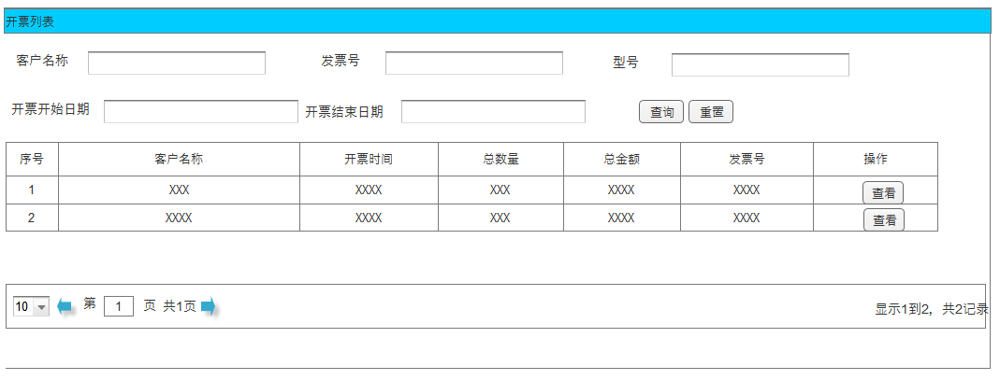 开票列表
客户名称 发票号 型号
开票开始日期 开票结束日期 查询 重置
序号 客户名称 开票时间 总数量 总金额 发票号 操作
1 XXX XXXX XXX XXXX XXXX 查看
2 XXXX XXXX XXX XXXX XXXX 查看
10 第 1 页 共1页 显示1到2，共2记录